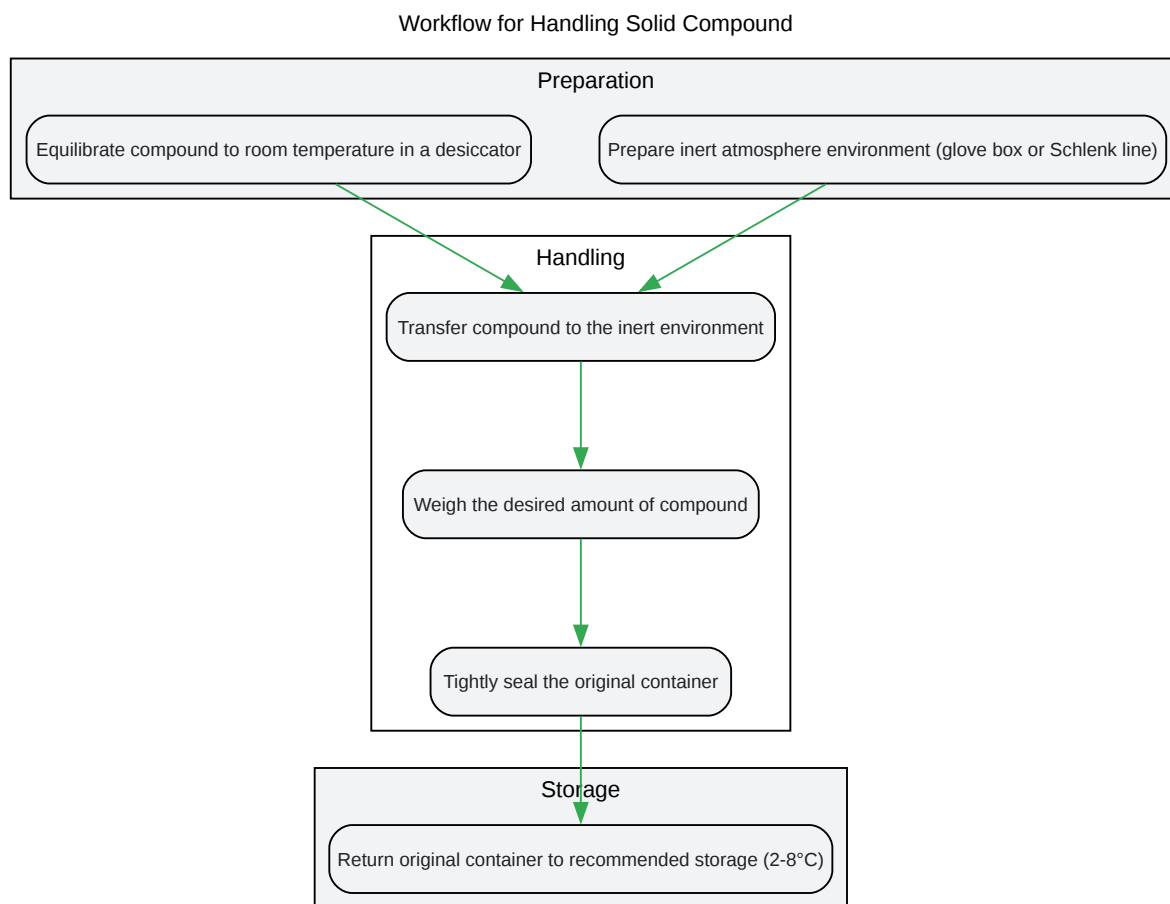 Workflow for Handling Solid Compound
Preparation
Equilibrate compound to room temperature in a desiccator
Prepare inert atmosphere environment (glove box or Schlenk line)
Handling
Transfer compound to the inert environment
Weigh the desired amount of compound
Tightly seal the original container
Storage
Return original container to recommended storage (2-8°C)